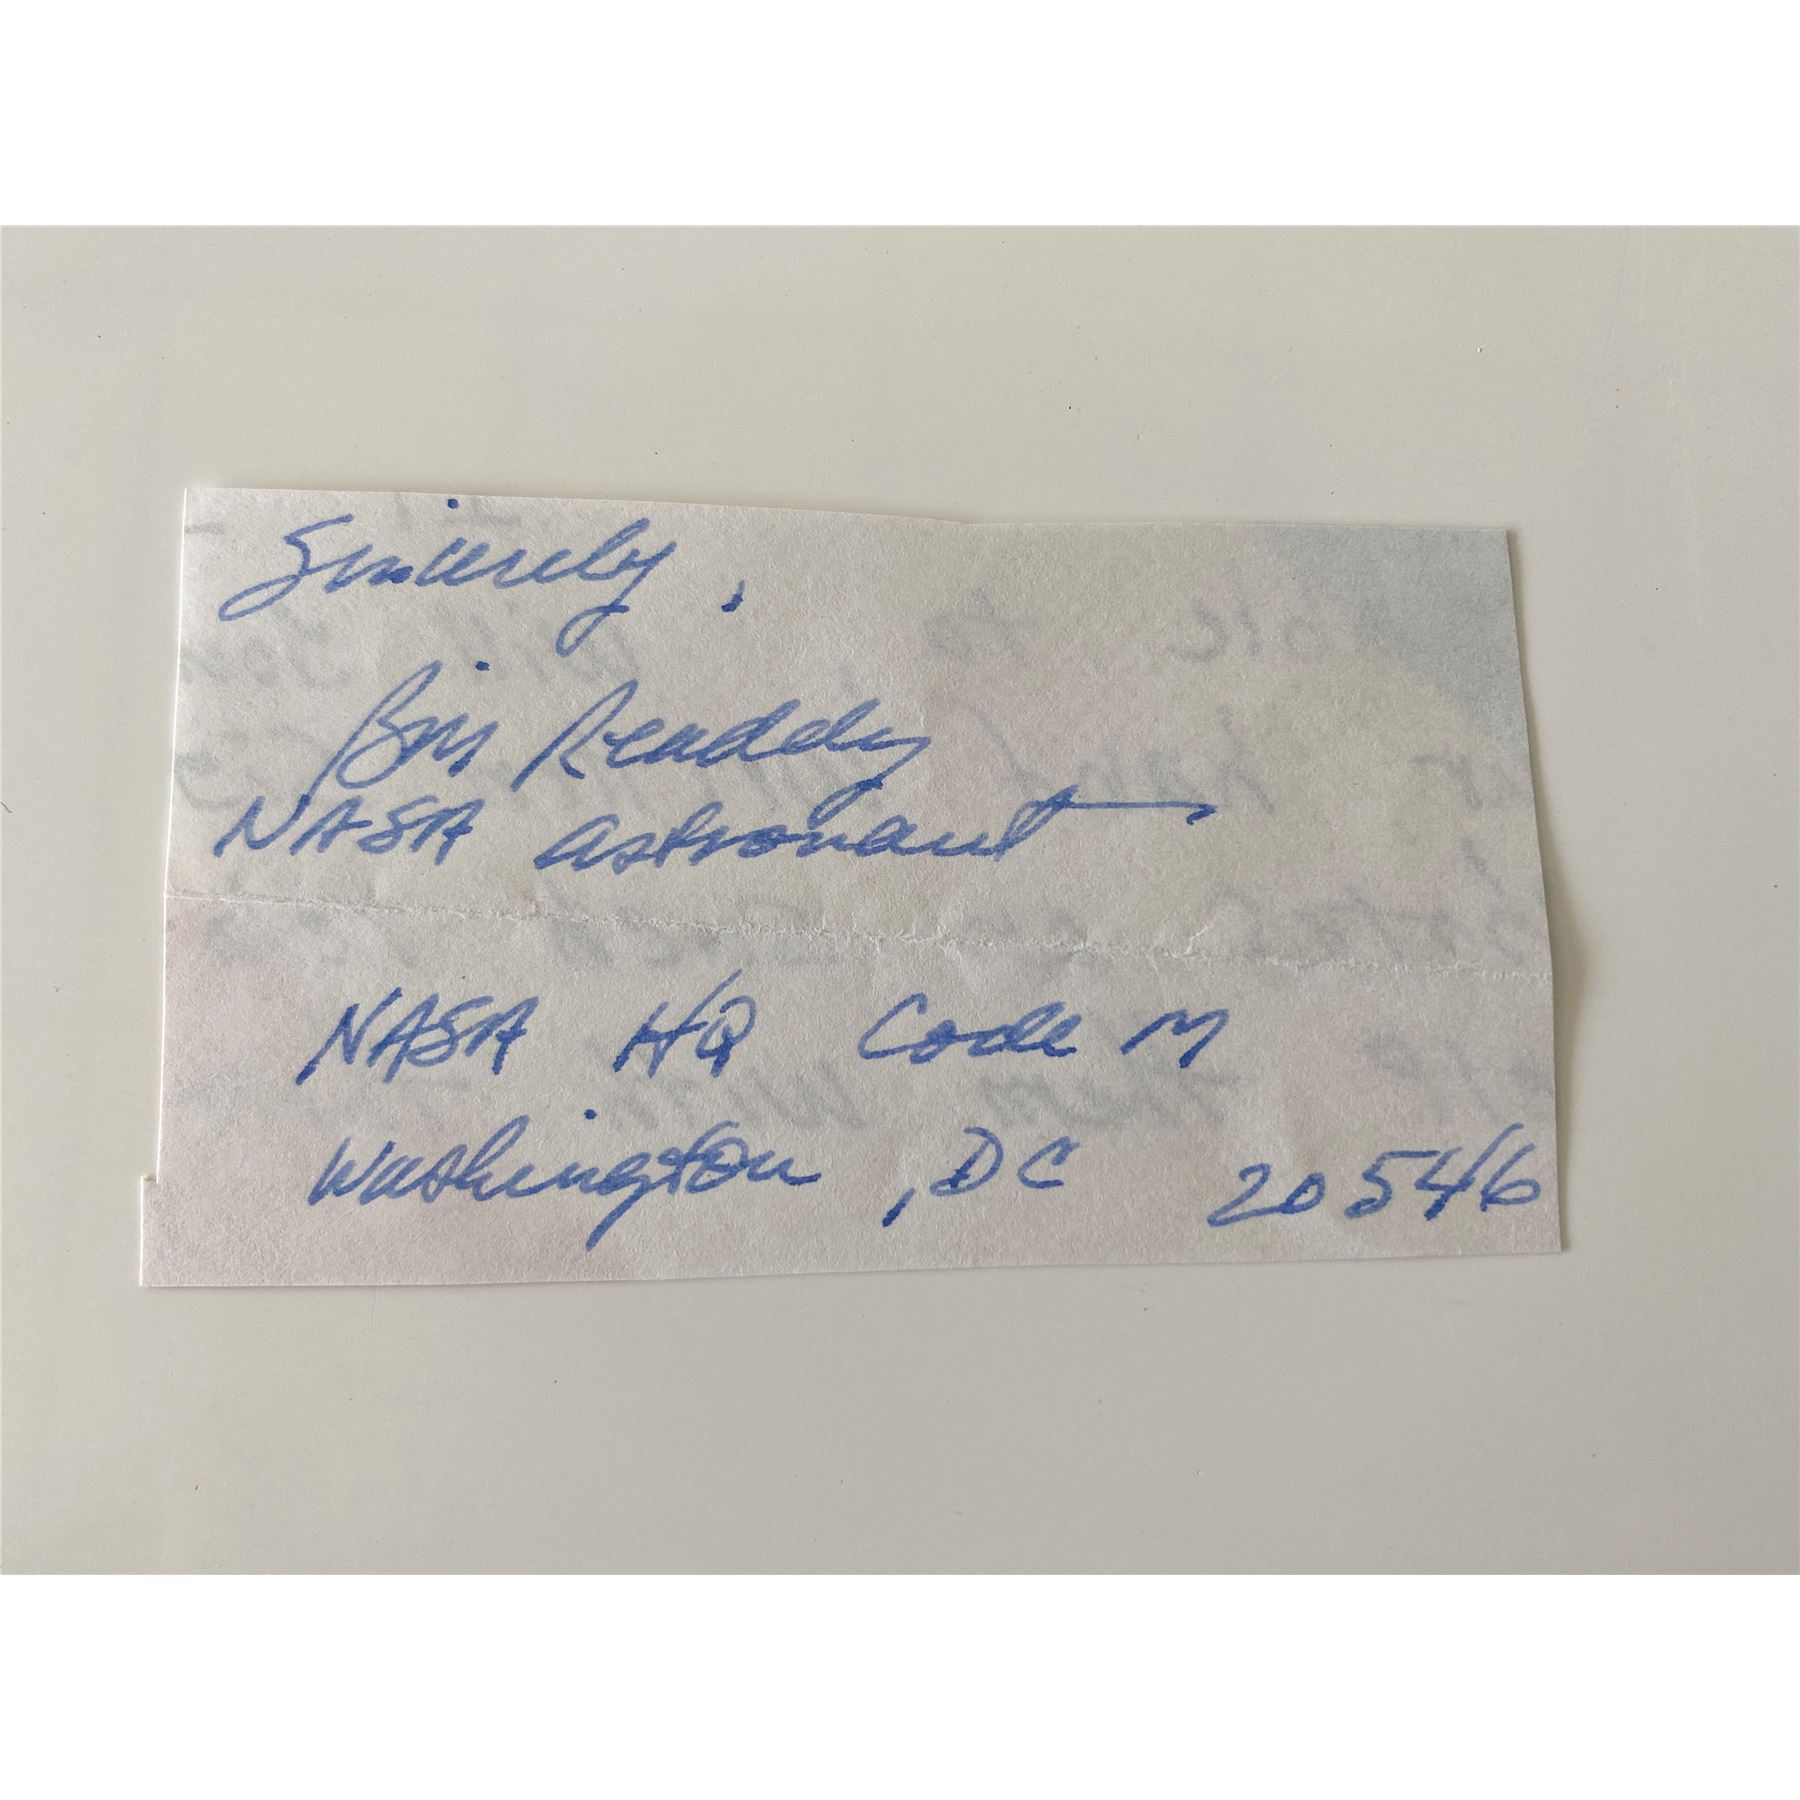 Sincerely,
Bill Readdy
NASA astronaut
NASA HQ Code M
Washington, DC 20546